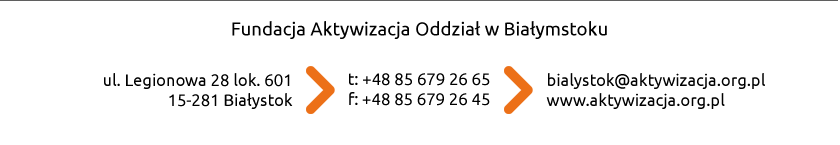 Fundacja Aktywizacja Oddział w Białymstoku
ul. Legionowa 28 lok. 601
15-281 Białystok
t: +48 85 679 26 65
f: +48 85 679 26 45
bialystok@aktywizacja.org.pl
www.aktywizacja.org.pl